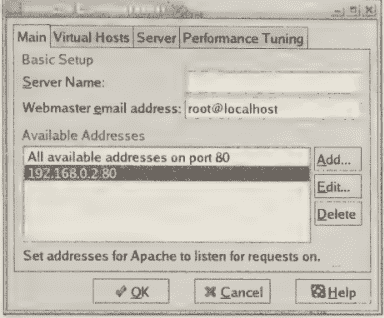 Main Virtual Hosts Server Performance Tuning
Basic Setup
Server Name:
Webmaster email address: root@localhost
Available Addresses
All available addresses on port 80
192.168.0.2:80
Add...
Edit...
Delete
Set addresses for Apache to listen for requests on.
OK Cancel Help